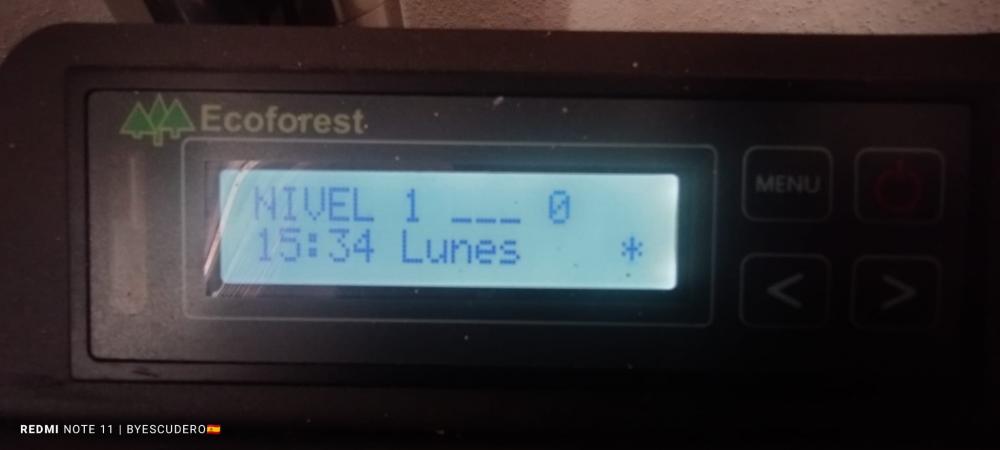 Ecoforest
NIVEL 1 ___ 0
15:34 Lunes *
MENU
< >
REDMI NOTE 11 | BYESCUDERO🇪🇸